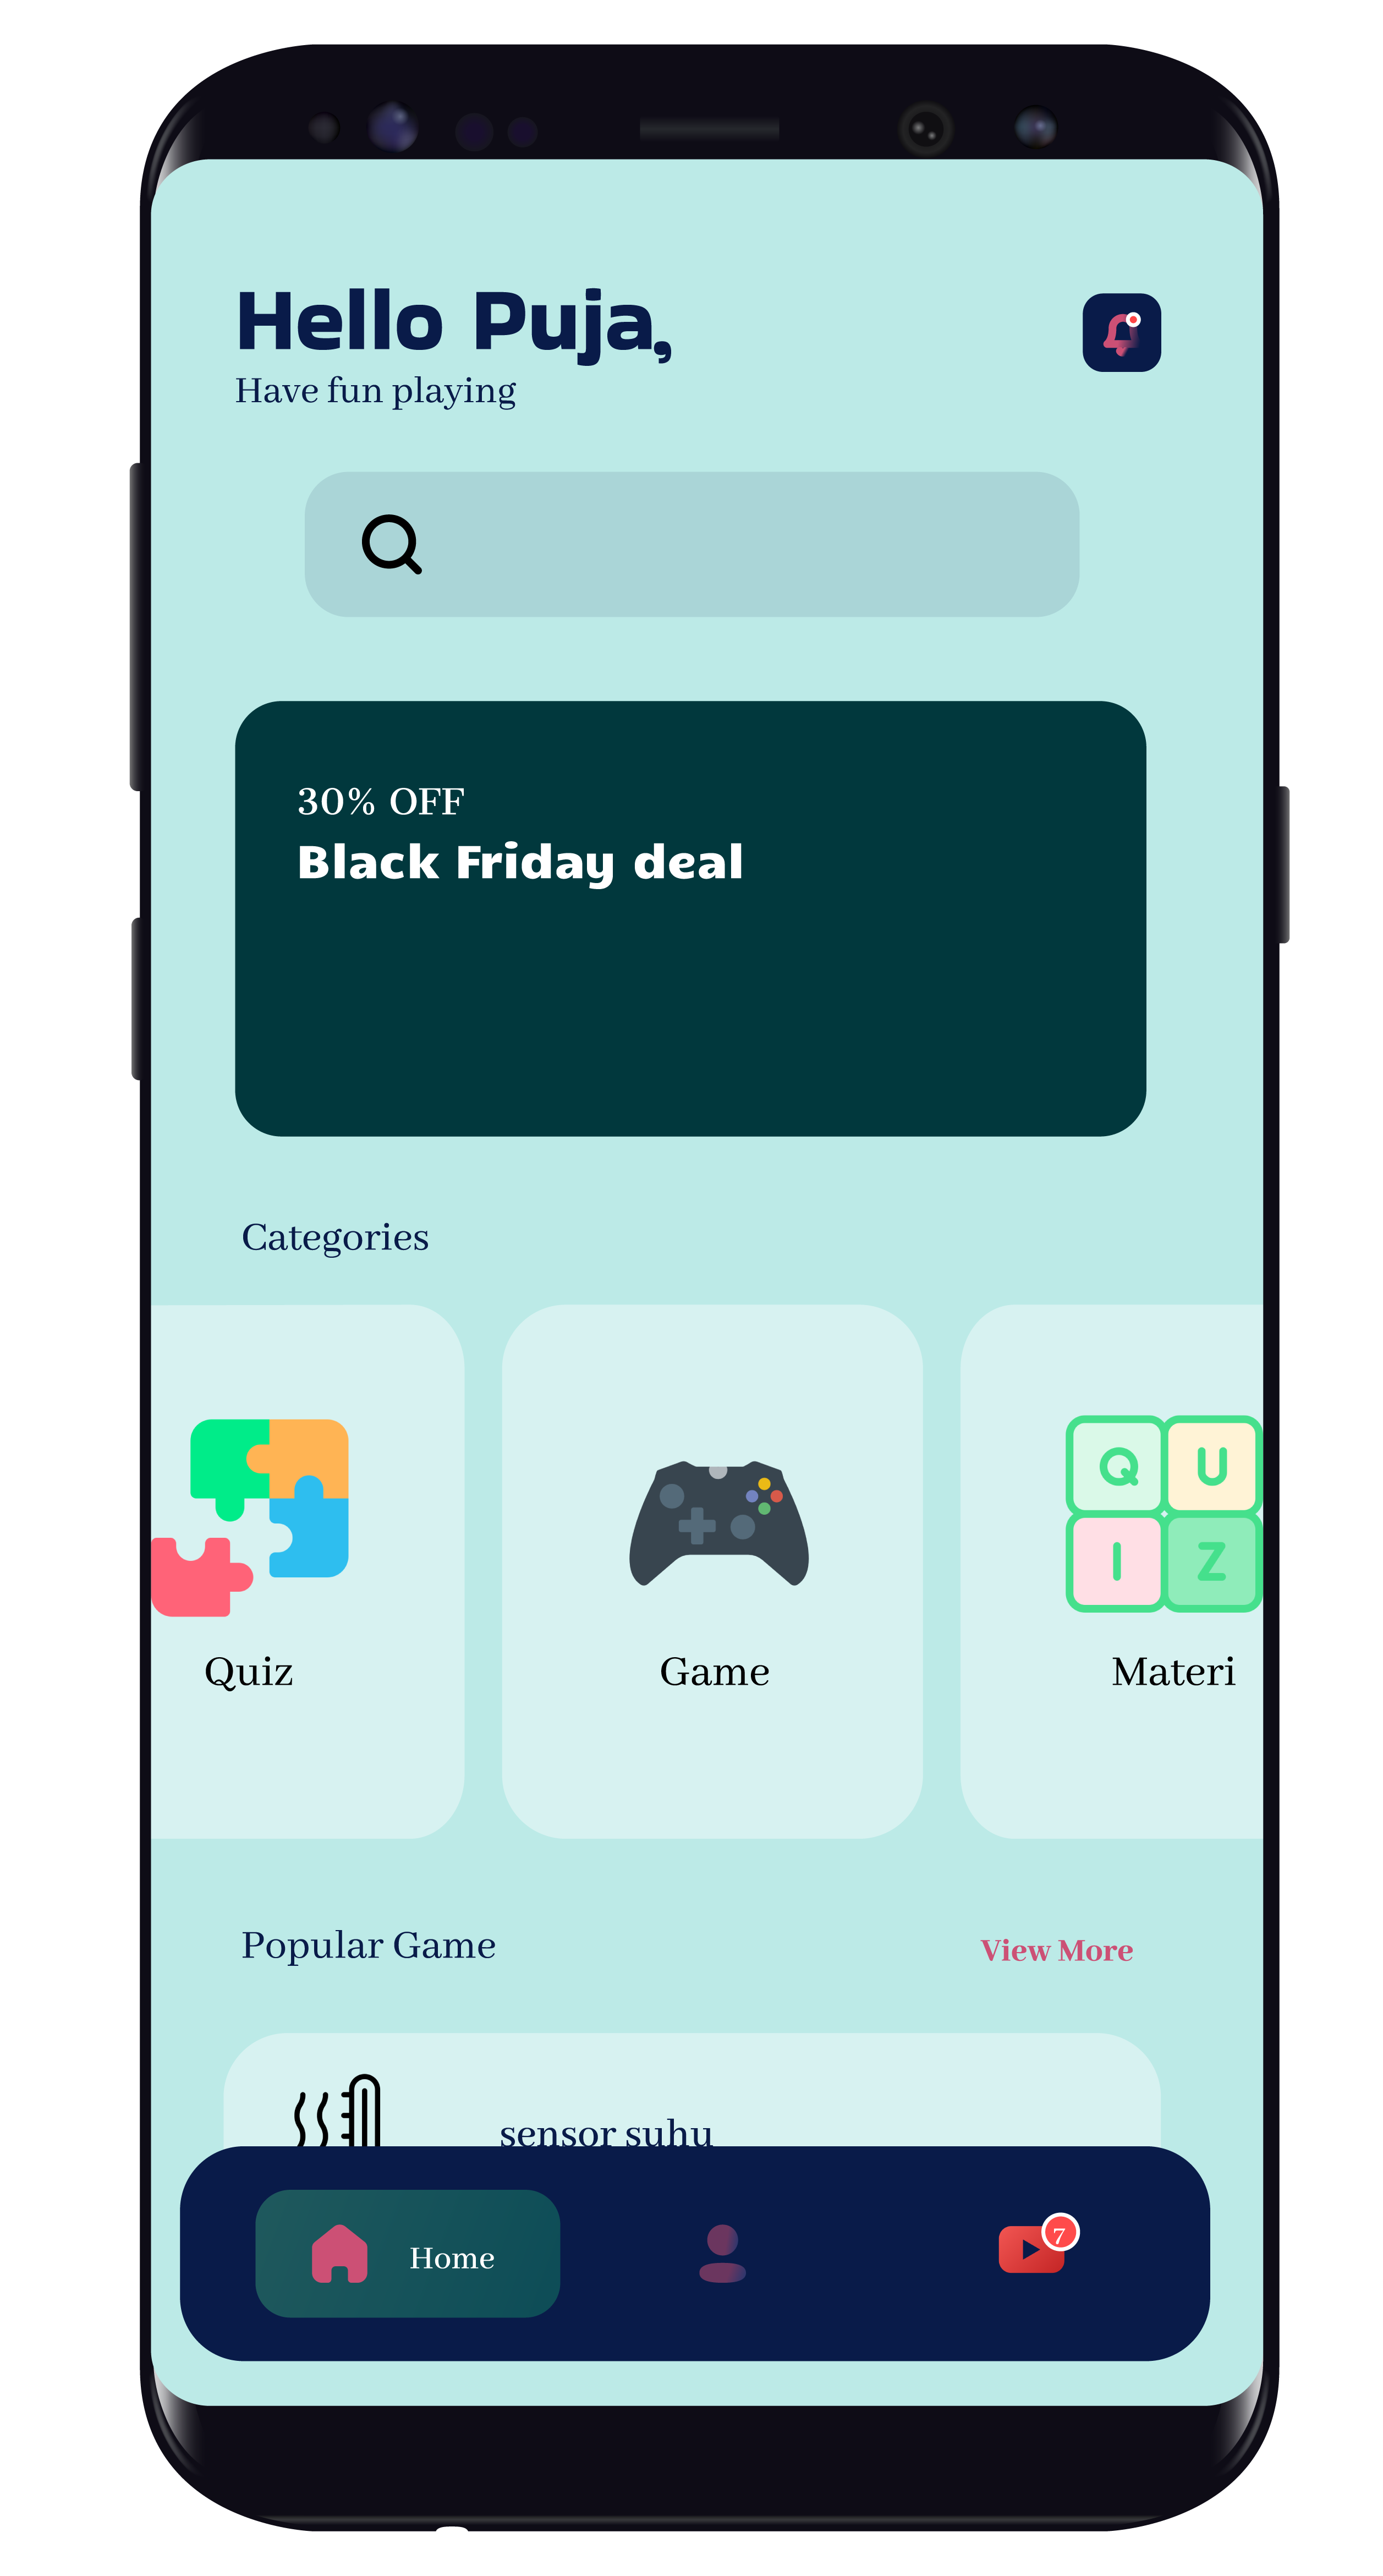 Hello Puja,
Have fun playing
30% OFF
Black Friday deal
Categories
Q U
I Z
Quiz
Game
Materi
Popular Game
View More
sensor suhu
Home
7